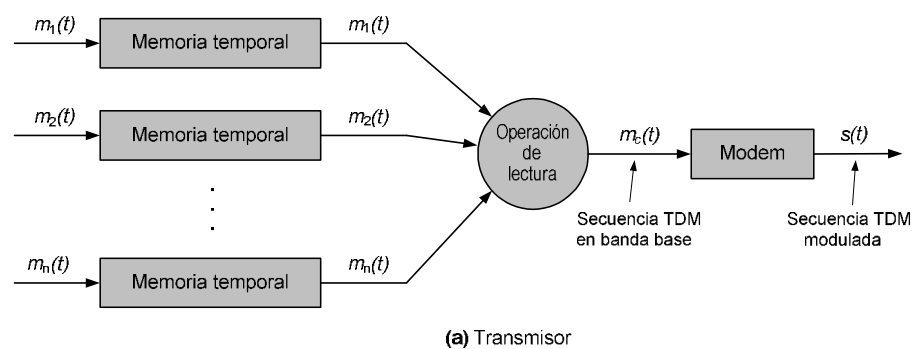 m1(t) Memoria temporal m1(t)
m2(t) Memoria temporal m2(t)
Operación
de
lectura
mc(t) Modem s(t)
Secuencia TDM
en banda base
Secuencia TDM
modulada
mn(t) Memoria temporal mn(t)
(a) Transmisor